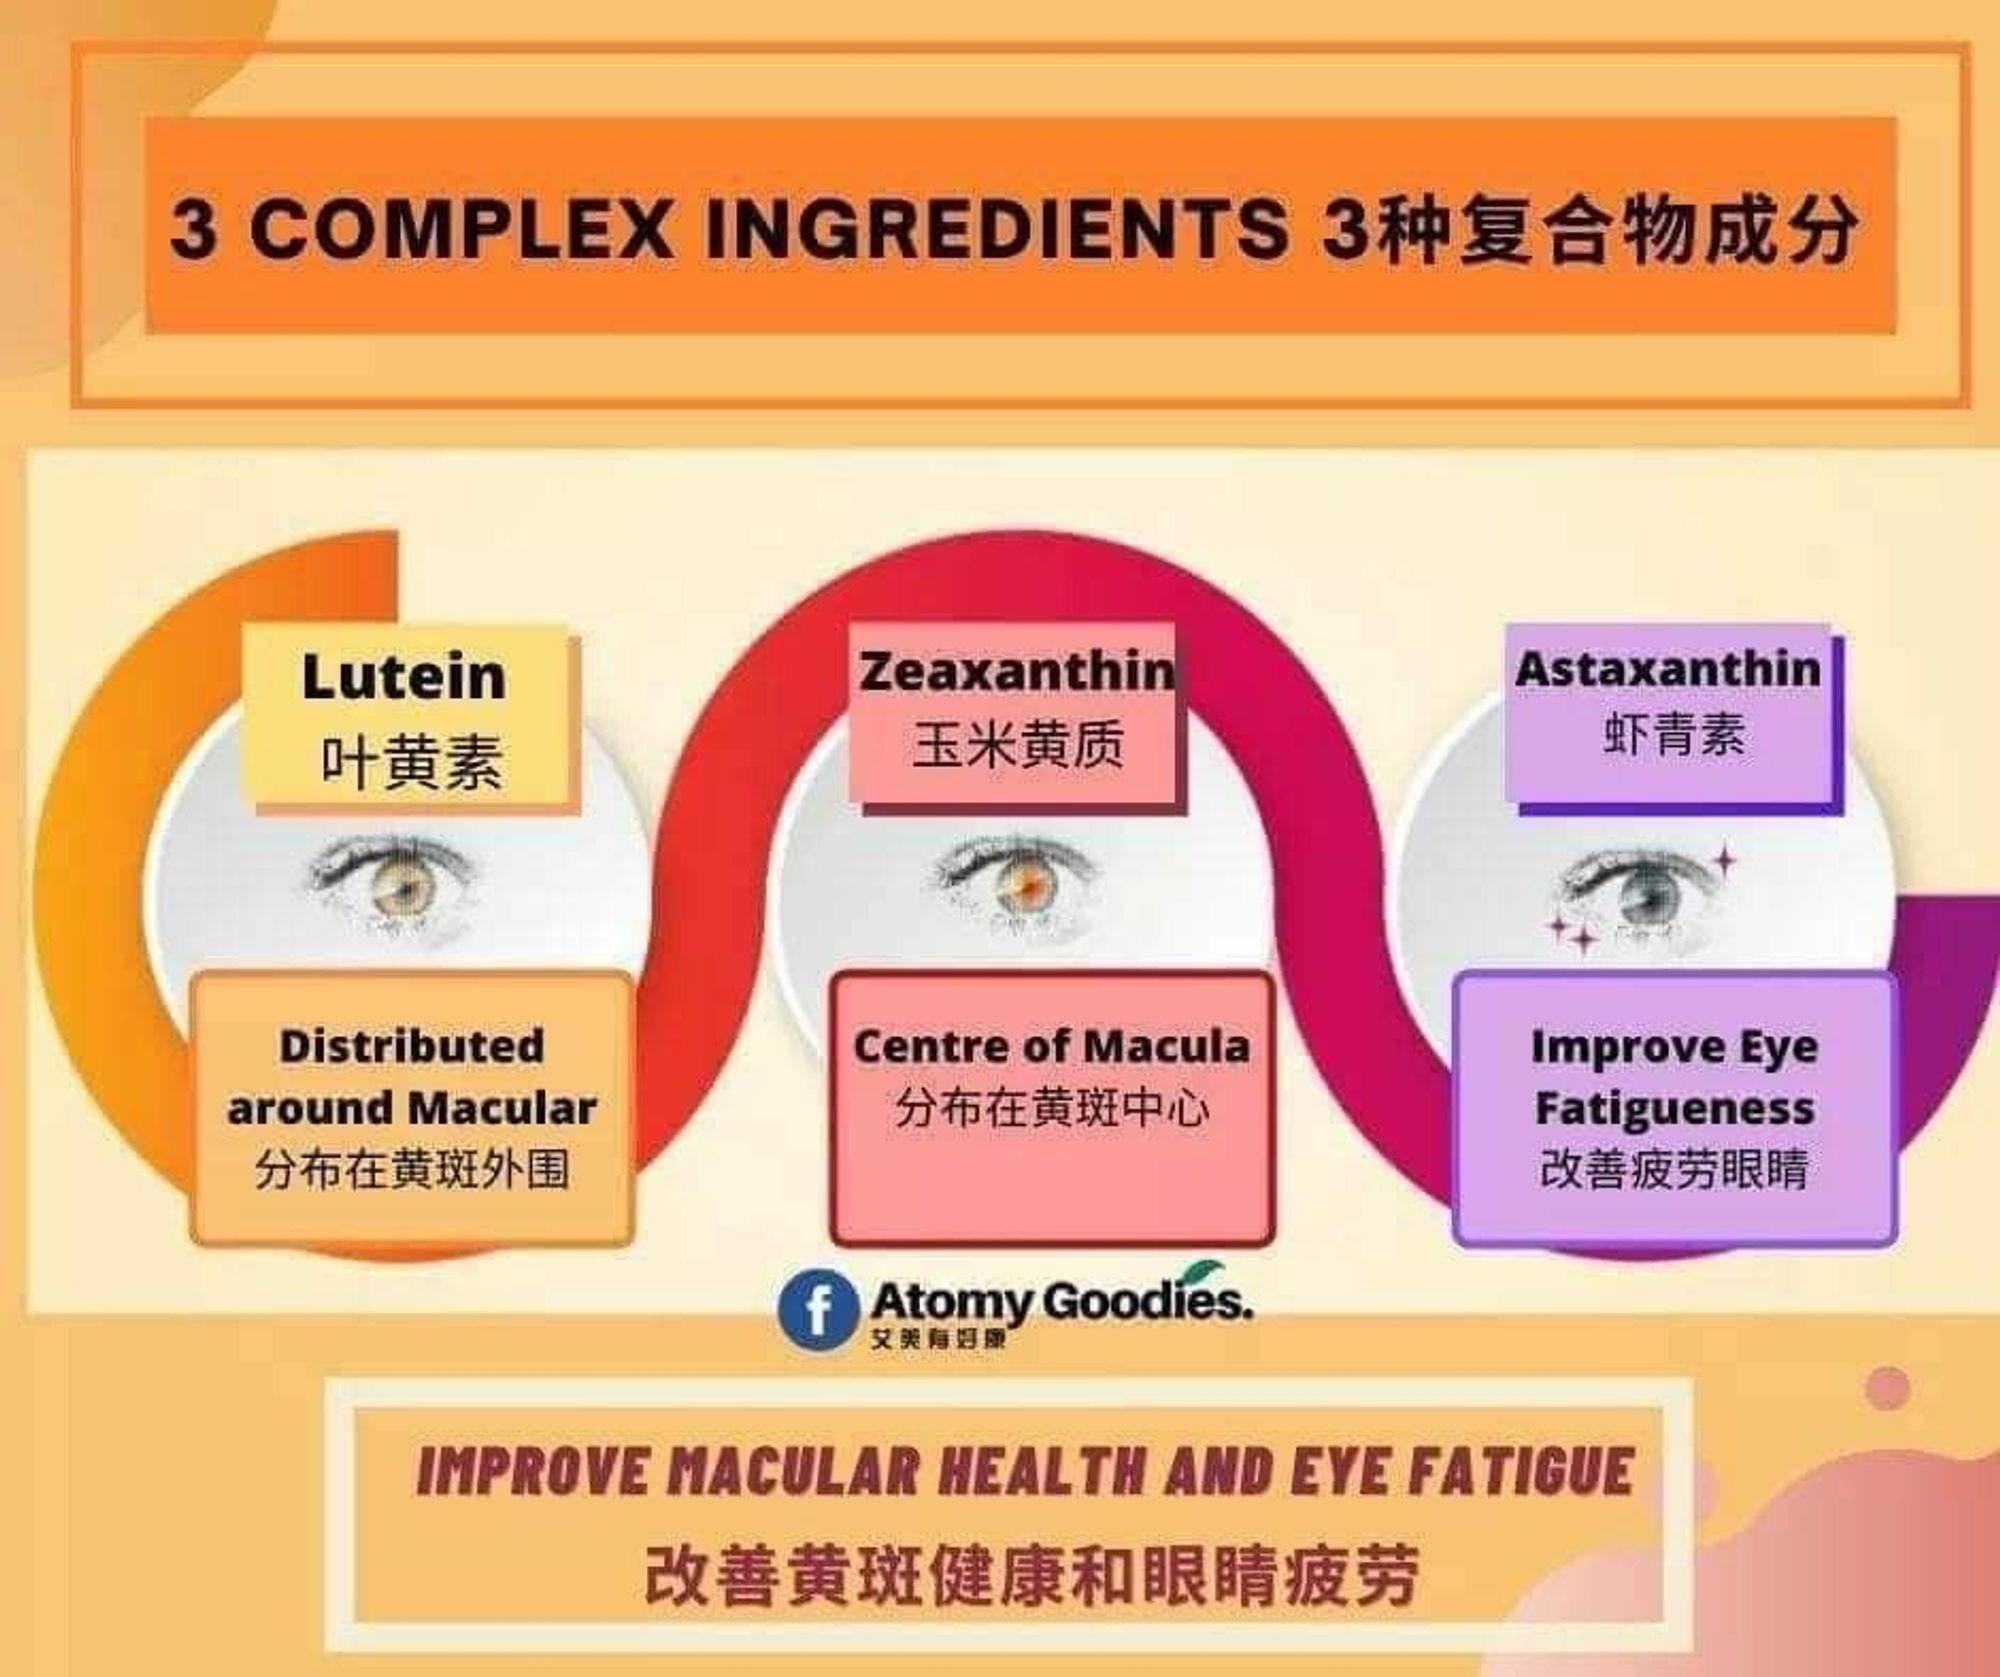 3 COMPLEX INGREDIENTS 3种复合物成分
Lutein
叶黄素
Zeaxanthin
玉米黄质
Astaxanthin
虾青素
Distributed
around Macular
分布在黄斑外围
Centre of Macula
分布在黄斑中心
Improve Eye
Fatigueness
改善疲劳眼睛
f Atomy Goodies.
艾美有好康
IMPROVE MACULAR HEALTH AND EYE FATIGUE
改善黄斑健康和眼睛疲劳